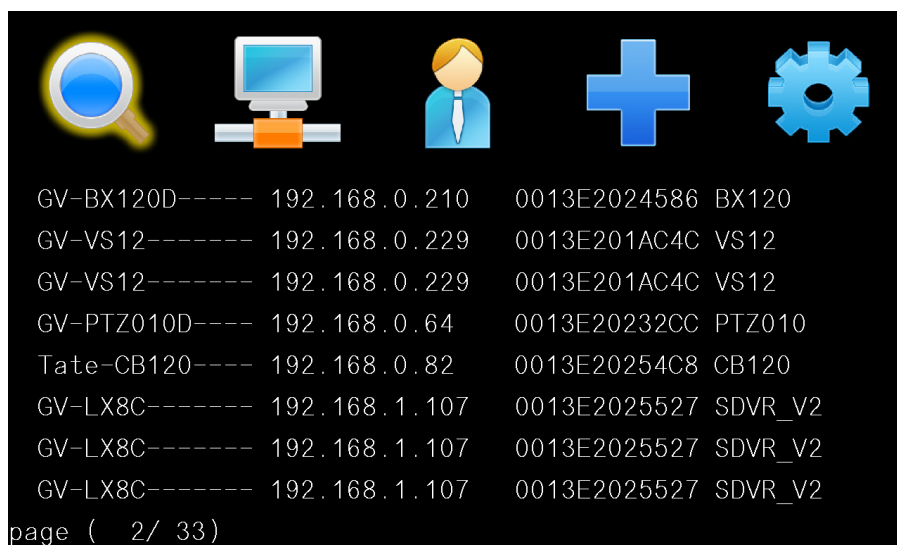 GV-BX120D----- 192.168.0.210 0013E2024586 BX120
GV-VS12------- 192.168.0.229 0013E201AC4C VS12
GV-VS12------- 192.168.0.229 0013E201AC4C VS12
GV-PTZ010D---- 192.168.0.64 0013E20232CC PTZ010
Tate-CB120---- 192.168.0.82 0013E20254C8 CB120
GV-LX8C------- 192.168.1.107 0013E2025527 SDVR_V2
GV-LX8C------- 192.168.1.107 0013E2025527 SDVR_V2
GV-LX8C------- 192.168.1.107 0013E2025527 SDVR_V2
page ( 2/ 33)